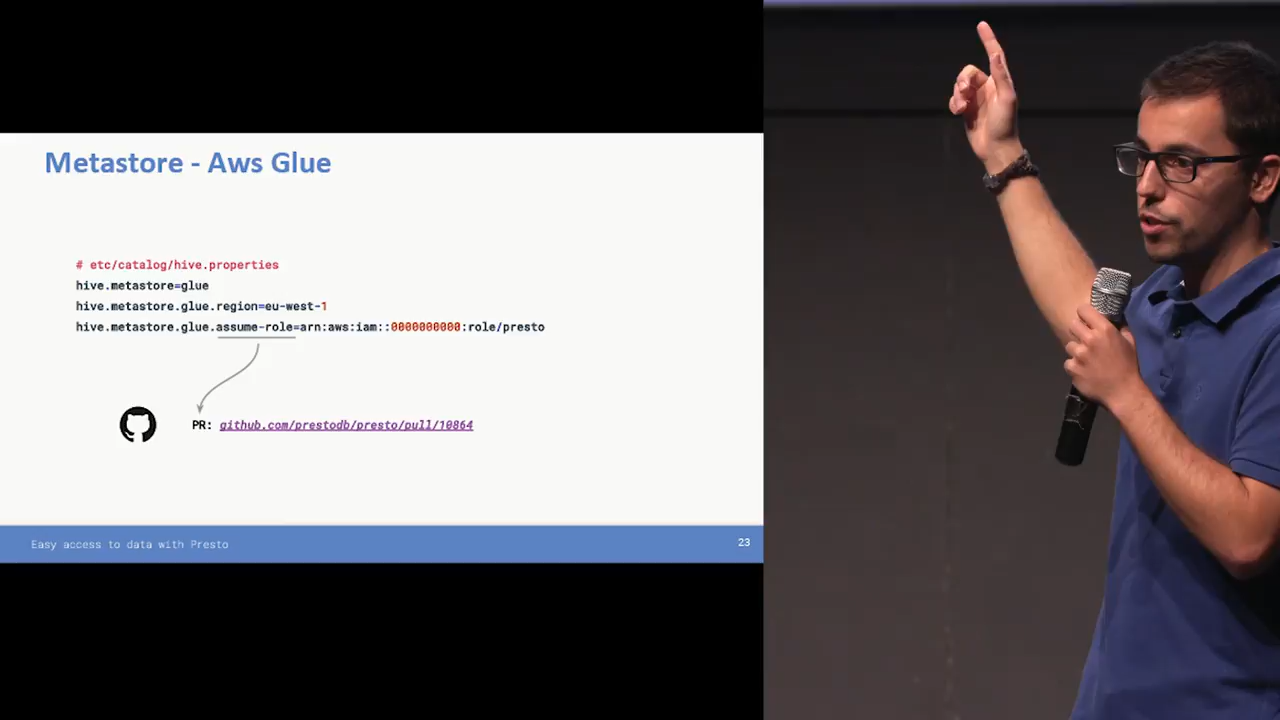 Metastore - Aws Glue
# etc/catalog/hive.properties
hive.metastore=glue
hive.metastore.glue.region=eu-west-1
hive.metastore.glue.assume-role=arn:aws:iam::0000000000:role/presto
PR: github.com/prestodb/presto/pull/10864
Easy access to data with Presto
23